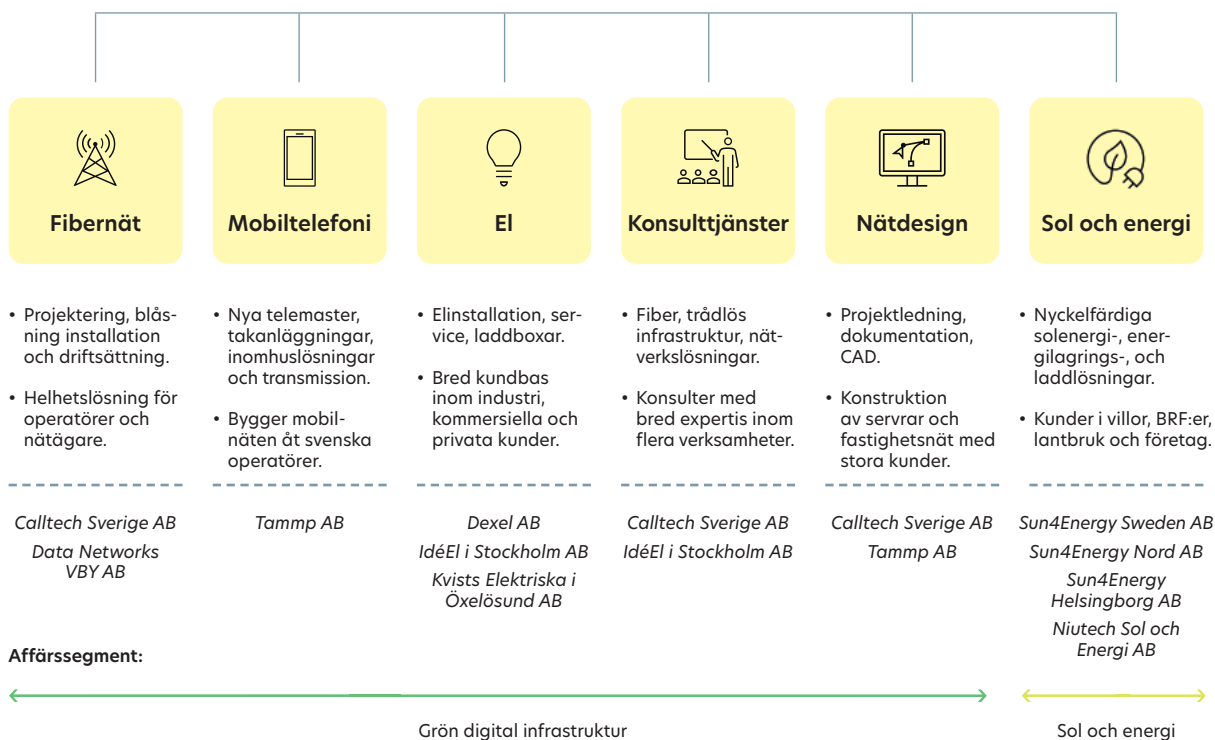 Fibernät
Mobiltelefoni
El
Konsulttjänster
Nätdesign
Sol och energi
• Projektering, blås-
ning installation
och driftsättning.
• Helhetslösning för
operatörer och
nätägare.
• Nya telemaster,
takanläggningar,
inomhuslösningar
och transmission.
• Bygger mobil-
näten åt svenska
operatörer.
• Elinstallation, ser-
vice, laddboxar.
• Bred kundbas
inom industri,
kommersiella och
privata kunder.
• Fiber, trådlös
infrastruktur, nät-
verkslösningar.
• Konsulter med
bred expertis inom
flera verksamheter.
• Projektledning,
dokumentation,
CAD.
• Konstruktion
av servrar och
fastighetsnät med
stora kunder.
• Nyckelfärdiga
solenergi-, ener-
gilagrings-, och
laddlösningar.
• Kunder i villor, BRF:er,
lantbruk och företag.
Calltech Sverige AB
Data Networks
VBY AB
Tammp AB
Dexel AB
IdéEl i Stockholm AB
Kvists Elektriska i
Öxelösund AB
Calltech Sverige AB
IdéEl i Stockholm AB
Calltech Sverige AB
Tammp AB
Sun4Energy Sweden AB
Sun4Energy Nord AB
Sun4Energy
Helsingborg AB
Niutech Sol och
Energi AB
Affärssegment:
Grön digital infrastruktur
Sol och energi